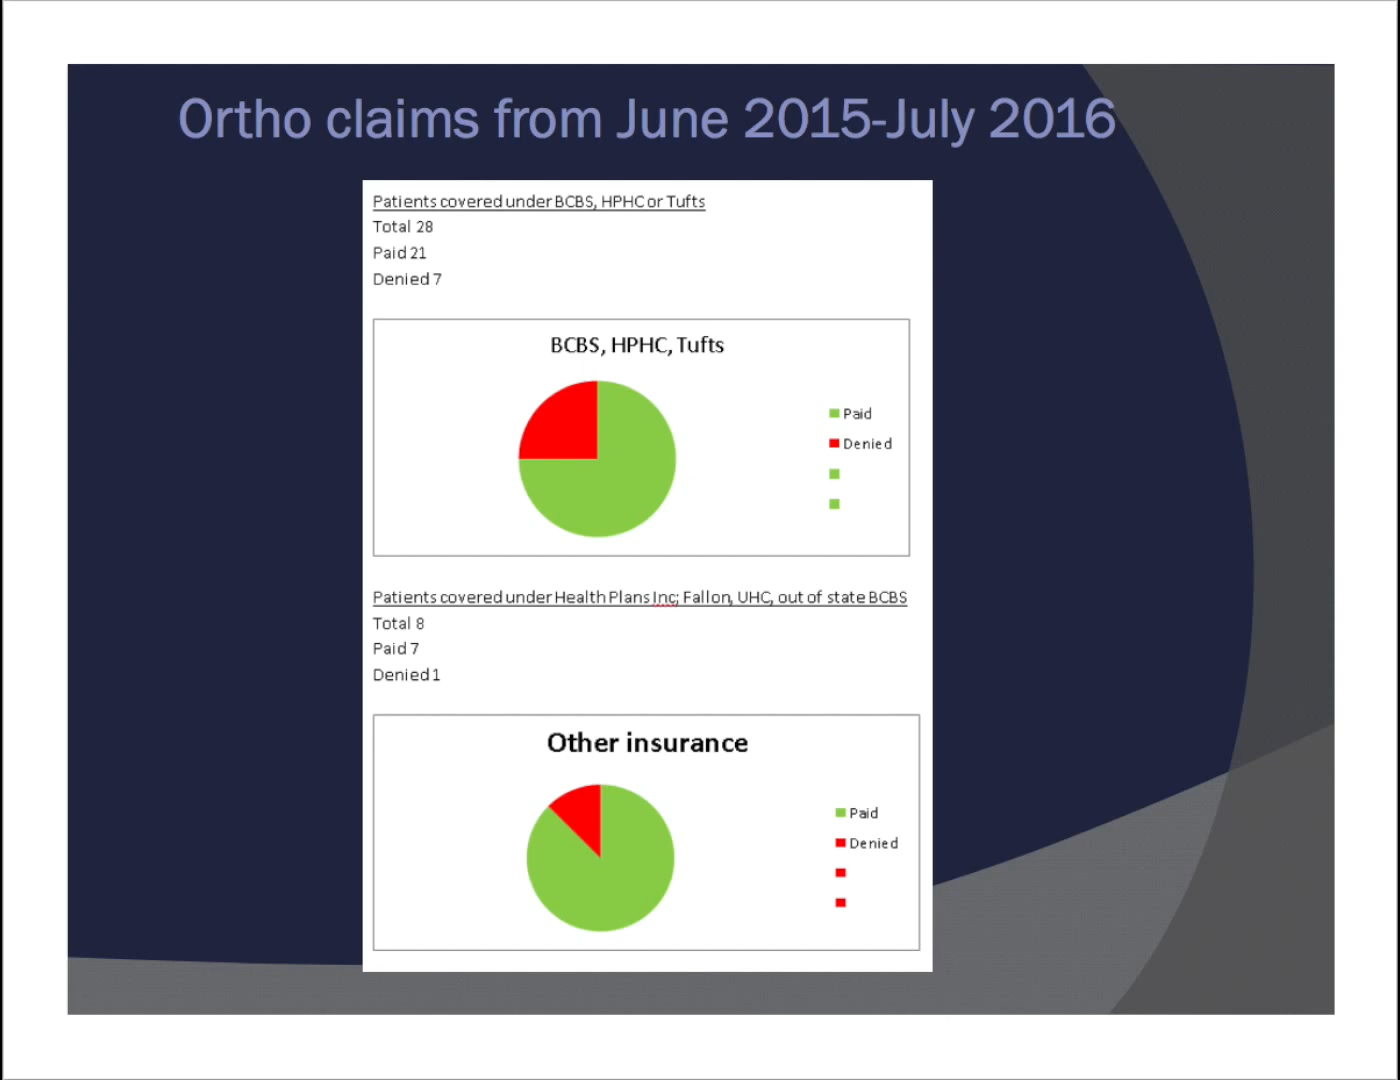 Ortho claims from June 2015-July 2016
Patients covered under BCBS, HPHC or Tufts
Total 28
Paid 21
Denied 7
BCBS, HPHC, Tufts
Paid
Denied
Patients covered under Health Plans Inc; Fallon, UHC, out of state BCBS
Total 8
Paid 7
Denied 1
Other insurance
Paid
Denied